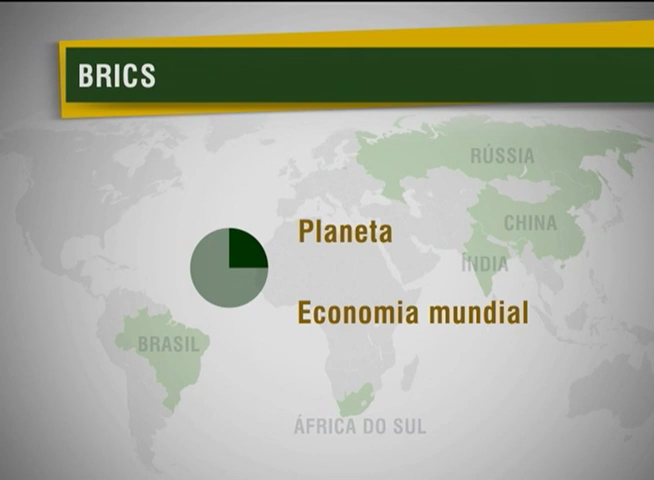 BRICS
RÚSSIA
CHINA
Planeta
ÍNDIA
Economia mundial
BRASIL
ÁFRICA DO SUL